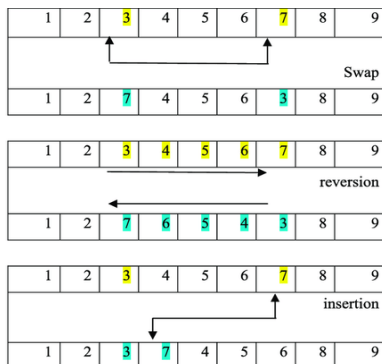 1 2 3 4 5 6 7 8 9
Swap
1 2 7 4 5 6 3 8 9
1 2 3 4 5 6 7 8 9
reversion
1 2 7 6 5 4 3 8 9
1 2 3 4 5 6 7 8 9
insertion
1 2 3 7 4 5 6 8 9